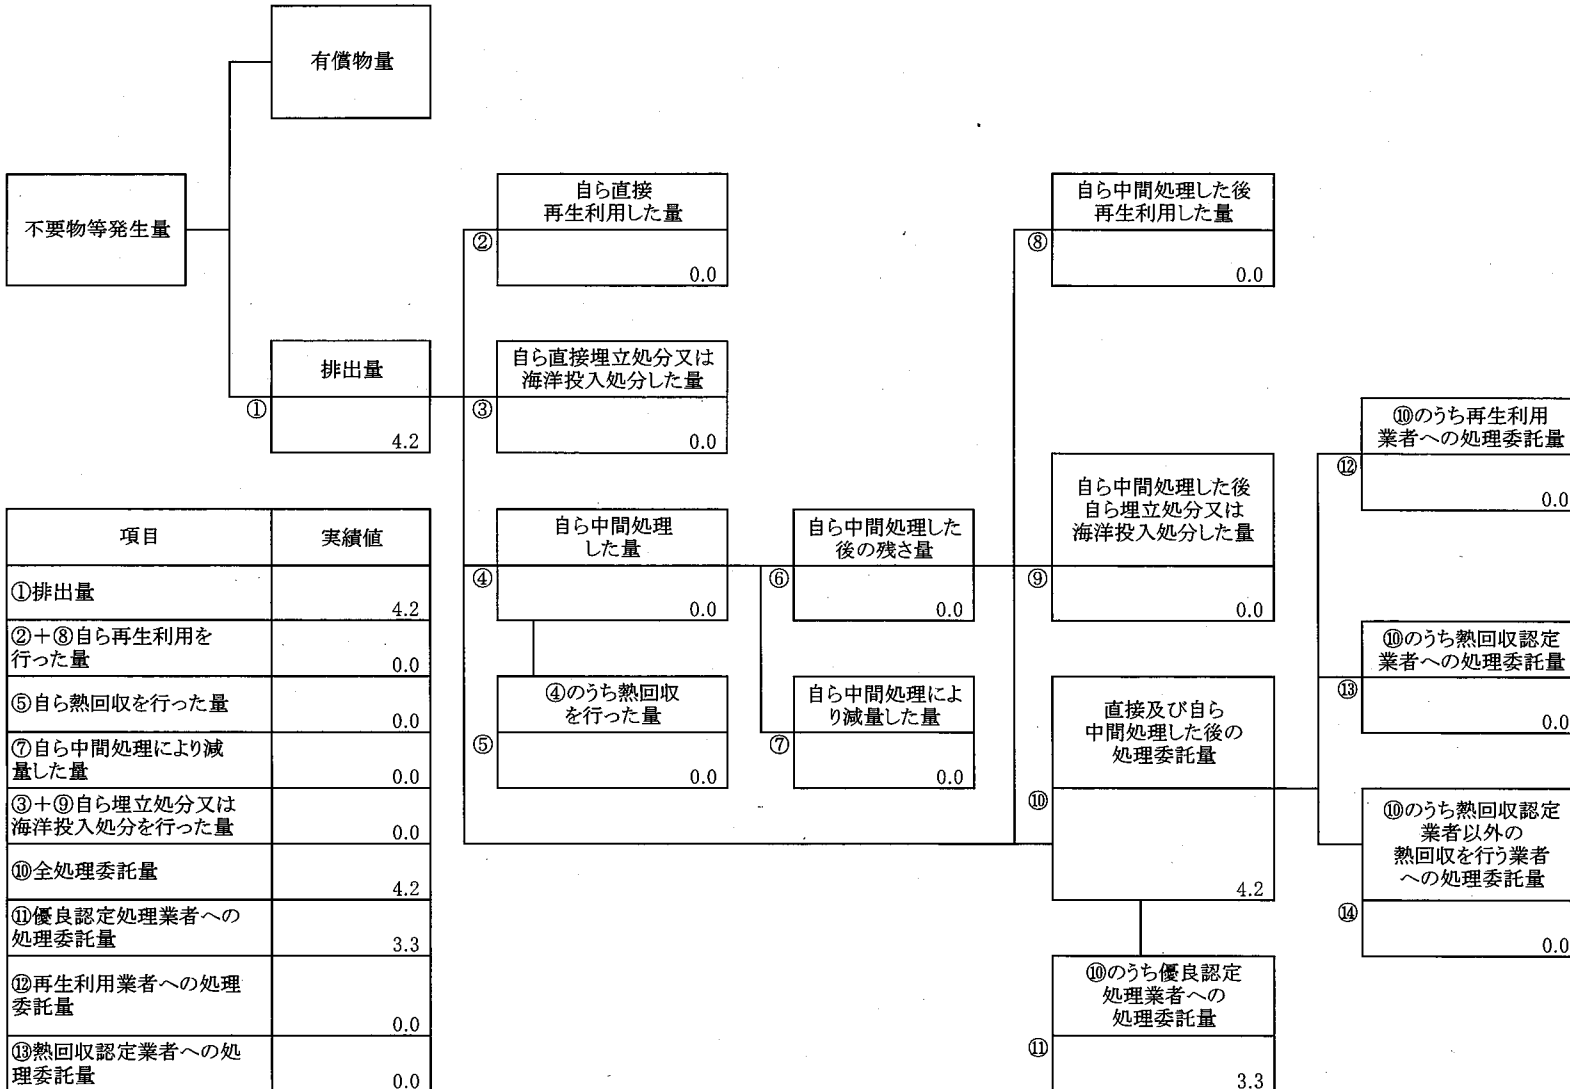 有償物量
不要物等発生量
自ら直接
再生利用した量
②
0.0
自ら中間処理した後
再生利用した量
⑧
0.0
排出量
①
4.2
自ら直接埋立処分又は
海洋投入処分した量
③
0.0
自ら中間処理
した量
④
0.0
自ら中間処理した
後の残さ量
⑥
0.0
自ら中間処理した後
自ら埋立処分又は
海洋投入処分した量
⑨
0.0
④のうち熱回収
を行った量
⑤
0.0
自ら中間処理によ
り減量した量
⑦
0.0
直接及び自ら
中間処理した後の
処理委託量
⑩
4.2
⑩のうち優良認定
処理業者への
処理委託量
⑪
3.3
⑩のうち再生利用
業者への処理委託量
⑫
0.0
⑩のうち熱回収認定
業者への処理委託量
⑬
0.0
⑩のうち熱回収認定
業者以外の
熱回収を行う業者
への処理委託量
⑭
0.0
項目 実績値
①排出量
4.2
②+⑧自ら再生利用を
行った量
0.0
⑤自ら熱回収を行った量
0.0
⑦自ら中間処理により減
量した量
0.0
③+⑨自ら埋立処分又は
海洋投入処分を行った量
0.0
⑩全処理委託量
4.2
⑪優良認定処理業者への
処理委託量
3.3
⑫再生利用業者への処理
委託量
0.0
⑬熱回収認定業者への処
理委託量
0.0